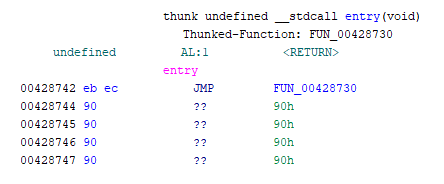 thunk undefined __stdcall entry(void)
Thunked-Function: FUN_00428730
undefined AL:1 <RETURN>
entry
00428742 eb ec JMP FUN_00428730
00428744 90 ?? 90h
00428745 90 ?? 90h
00428746 90 ?? 90h
00428747 90 ?? 90h